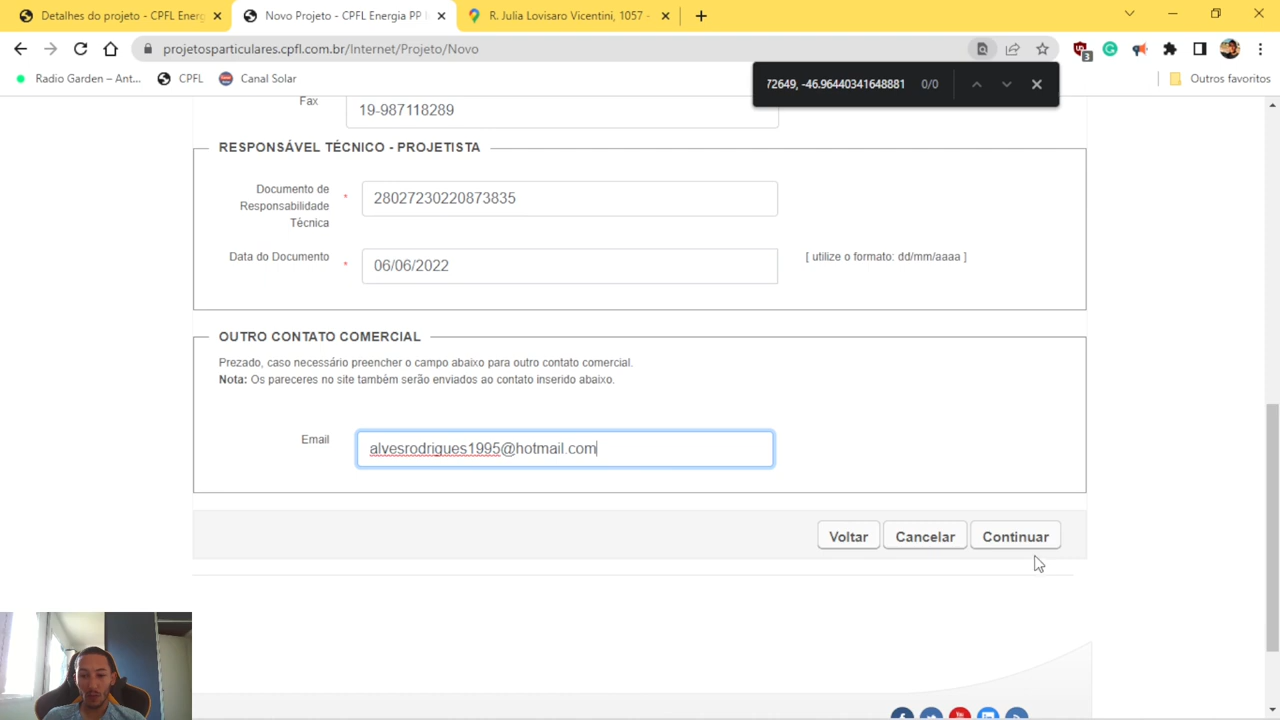 Detalhes do projeto - CPFL Energ
Novo Projeto - CPFL Energia PP I
R. Julia Lovisaro Vicentini, 1057 -
projetosparticulares.cpfl.com.br/Internet/Projeto/Novo
3
Radio Garden – Ant...
CPFL
Canal Solar
Outros favoritos
72649, -46.96440341648881
0/0
Fax
19-987118289
RESPONSÁVEL TÉCNICO - PROJETISTA
Documento de
Responsabilidade
Técnica
*
28027230220873835
Data do Documento
*
06/06/2022
[ utilize o formato: dd/mm/aaaa ]
OUTRO CONTATO COMERCIAL
Prezado, caso necessário preencher o campo abaixo para outro contato comercial.
Nota: Os pareceres no site também serão enviados ao contato inserido abaixo.
Email
alvesrodrigues1995@hotmail.com
Voltar
Cancelar
Continuar